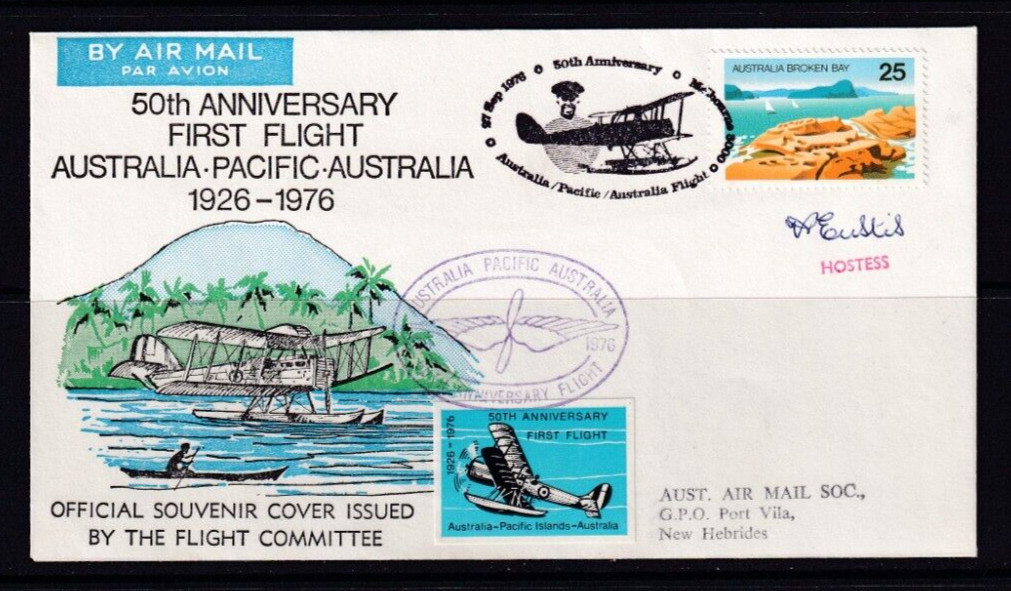 BY AIR MAIL
PAR AVION
50th ANNIVERSARY
FIRST FLIGHT
AUSTRALIA·PACIFIC·AUSTRALIA
1926-1976
27 Sep 1976 50th Anniversary Melbourne 3000
Australia/Pacific/Australia Flight
AUSTRALIA BROKEN BAY 25
Eustis
HOSTESS
AUSTRALIA PACIFIC AUSTRALIA
1976
ANNIVERSARY FLIGHT
50TH ANNIVERSARY
FIRST FLIGHT
1926-1976
Australia-Pacific Islands-Australia
OFFICIAL SOUVENIR COVER ISSUED
BY THE FLIGHT COMMITTEE
AUST. AIR MAIL SOC.,
G.P.O. Port Vila,
New Hebrides